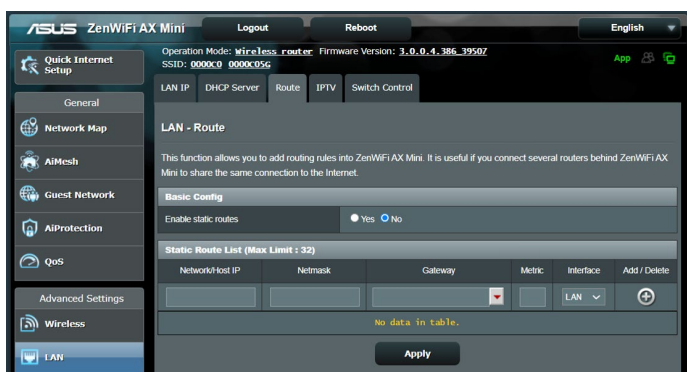 ASUS ZenWiFi AX Mini Logout Reboot English
Operation Mode: Wireless router Firmware Version: 3.0.0.4.386_39507
SSID: 0000C0 0000C05G
App
Quick Internet
Setup
General
Network Map
AiMesh
Guest Network
AiProtection
QoS
Advanced Settings
Wireless
LAN
LAN IP DHCP Server Route IPTV Switch Control
LAN - Route
This function allows you to add routing rules into ZenWiFi AX Mini. It is useful if you connect several routers behind ZenWiFi AX
Mini to share the same connection to the Internet.
Basic Config
Enable static routes Yes No
Static Route List (Max Limit : 32)
Network/Host IP Netmask Gateway Metric Interface Add / Delete
LAN
No data in table.
Apply